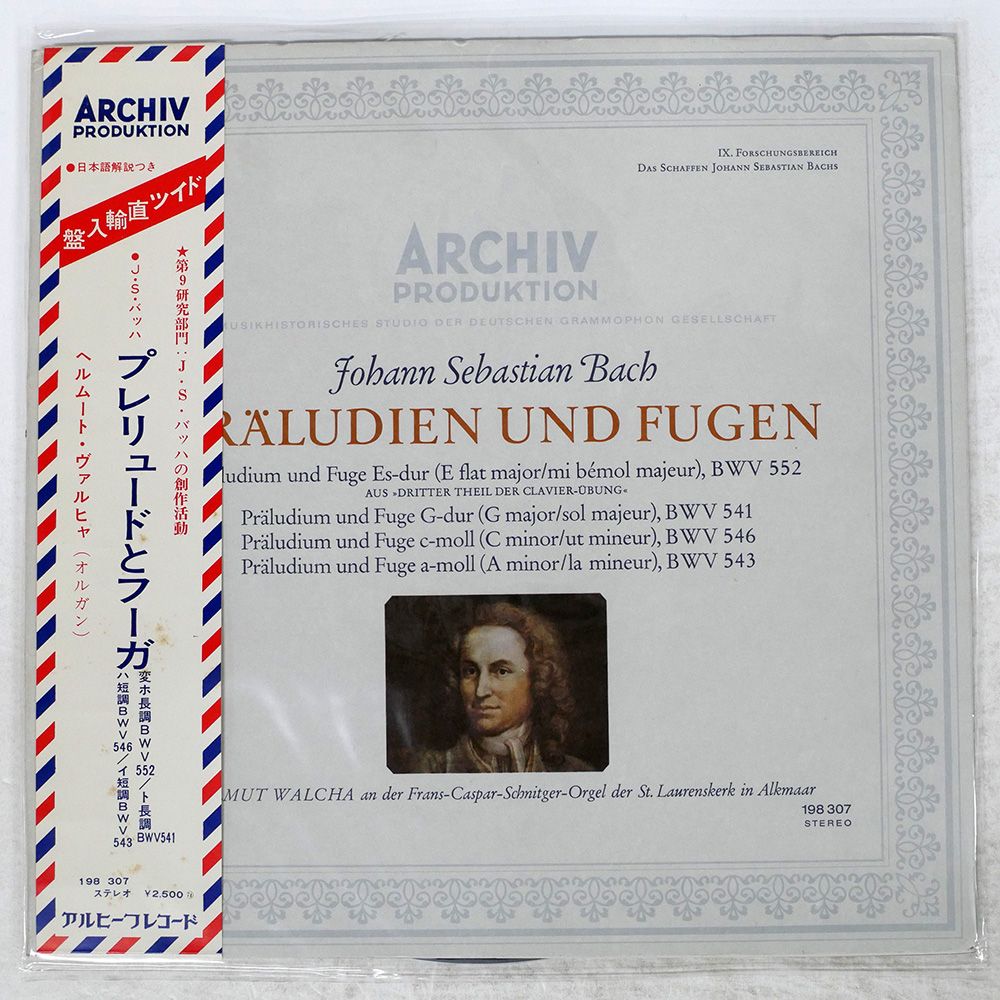 ARCHIV
PRODUKTION
●日本語解説つき
ドイツ直輸入盤
★第9研究部門:J・S・バッハの創作活動
●J・S・バッハ
プレリュードとフーガ
変ホ長調BWV552/ト長調BWV541
ハ短調BWV546/イ短調BWV543
ヘルムート・ヴァルヒャ(オルガン)
198 307
ステレオ ¥2,500
アルヒーフレコード
IX. FORSCHUNGSBEREICH
DAS SCHAFFEN JOHANN SEBASTIAN BACHS
ARCHIV
PRODUKTION
MUSIKHISTORISCHES STUDIO DER DEUTSCHEN GRAMMOPHON GESELLSCHAFT
Johann Sebastian Bach
RÄLUDIEN UND FUGEN
ludium und Fuge Es-dur (E flat major/mi bémol majeur), BWV 552
AUS »DRITTER THEIL DER CLAVIER-ÜBUNG«
Präludium und Fuge G-dur (G major/sol majeur), BWV 541
Präludium und Fuge c-moll (C minor/ut mineur), BWV 546
Präludium und Fuge a-moll (A minor/la mineur), BWV 543
MUT WALCHA an der Frans-Caspar-Schnitger-Orgel der St. Laurenskerk in Alkmaar
198 307
STEREO